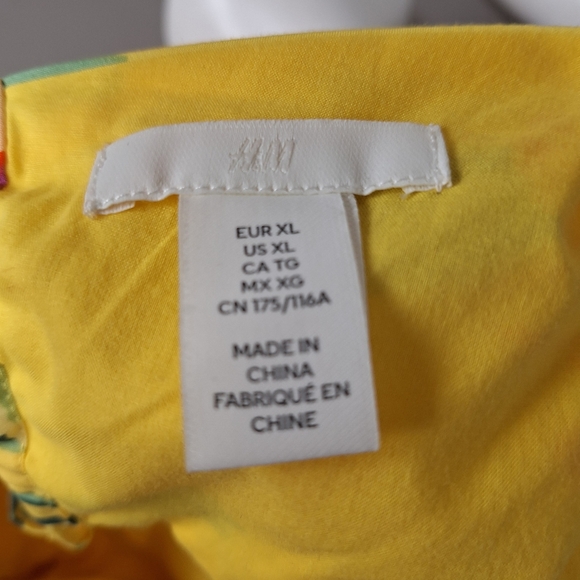 H&M
EUR XL
US XL
CA TG
MX XG
CN 175/116A
MADE IN
CHINA
FABRIQUÉ EN
CHINE